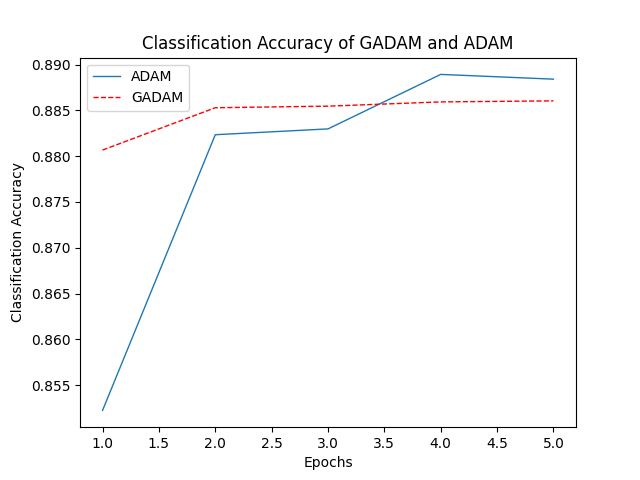 Classification Accuracy of GADAM and ADAM
ADAM
GADAM
Classification Accuracy
0.890
0.885
0.880
0.875
0.870
0.865
0.860
0.855
1.0 1.5 2.0 2.5 3.0 3.5 4.0 4.5 5.0
Epochs